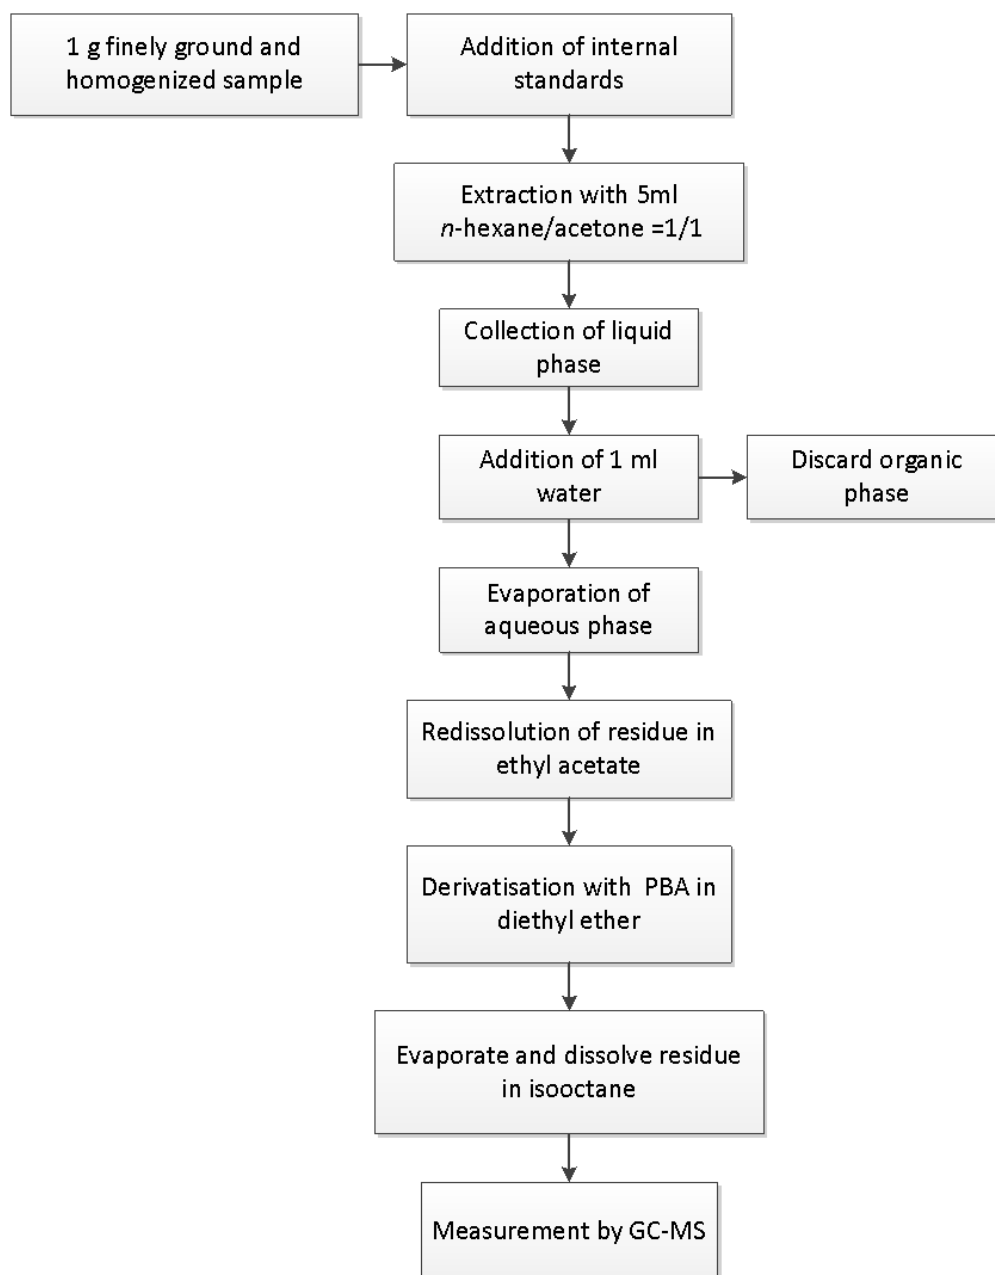 1 g finely ground and
homogenized sample
Addition of internal
standards
Extraction with 5ml
n-hexane/acetone =1/1
Collection of liquid
phase
Addition of 1 ml
water
Discard organic
phase
Evaporation of
aqueous phase
Redissolution of residue in
ethyl acetate
Derivatisation with  PBA in
diethyl ether
Evaporate and dissolve residue
in isooctane
Measurement by GC-MS